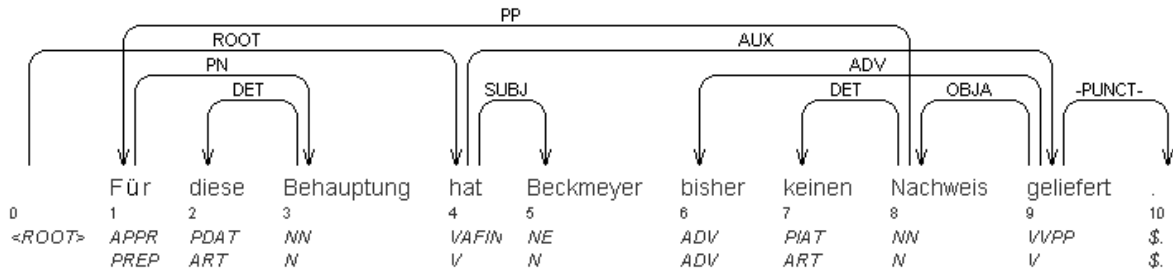 PP
ROOT AUX
PN ADV
DET SUBJ DET OBJA -PUNCT-
Für diese Behauptung hat Beckmeyer bisher keinen Nachweis geliefert .
0 1 2 3 4 5 6 7 8 9 10
<ROOT> APPR PDAT NN VAFIN NE ADV PIAT NN VVPP $.
PREP ART N V N ADV ART N V $.